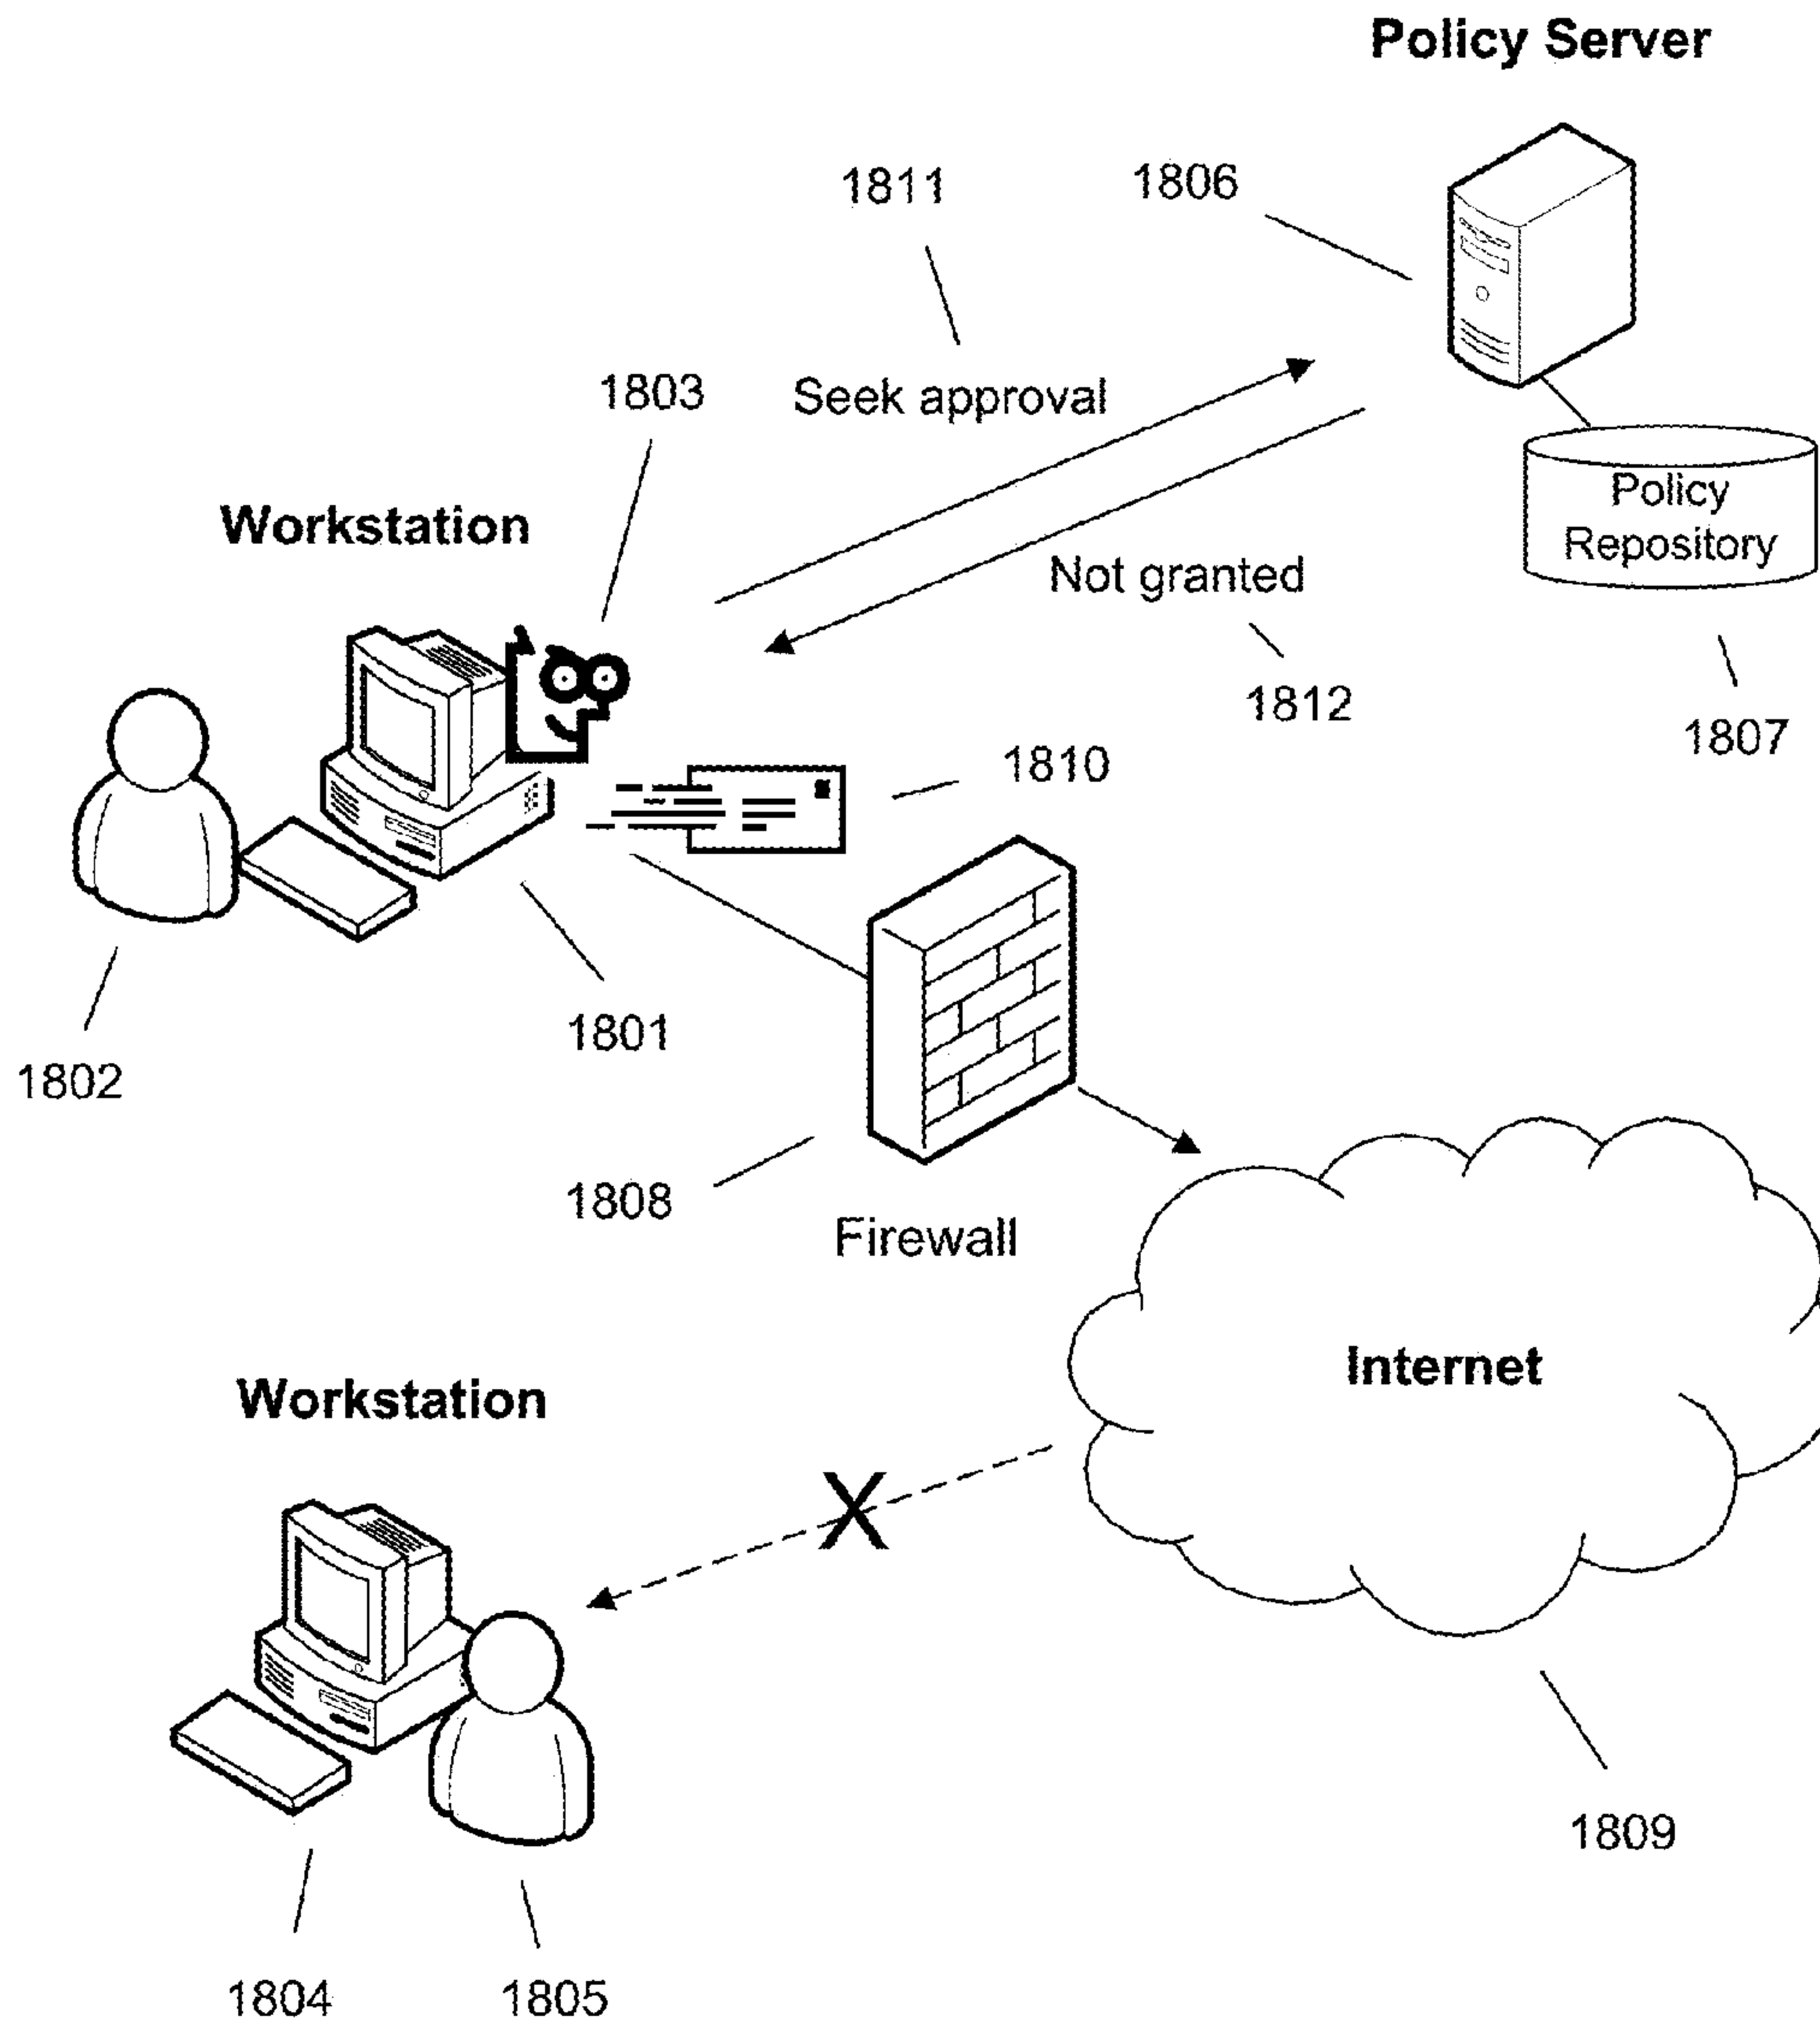 Policy Server
1811
1806
1803
Seek approval
Policy
Repository
Workstation
Not granted
1812
1807
1810
1801
1802
1808
Firewall
Internet
Workstation
X
1809
1804
1805